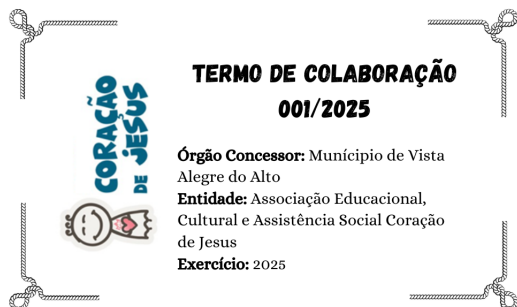 CORAÇÃO
DE JESUS
TERMO DE COLABORAÇÃO
001/2025
Órgão Concessor: Munícipio de Vista
Alegre do Alto
Entidade: Associação Educacional,
Cultural e Assistência Social Coração
de Jesus
Exercício: 2025